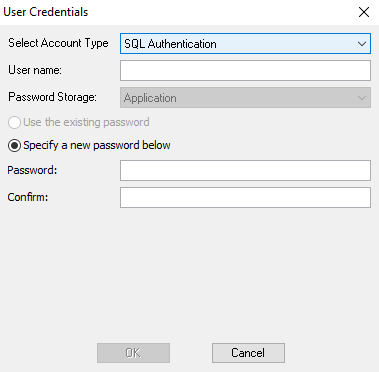 User Credentials
Select Account Type SQL Authentication
User name:
Password Storage: Application
Use the existing password
Specify a new password below
Password:
Confirm:
OK Cancel